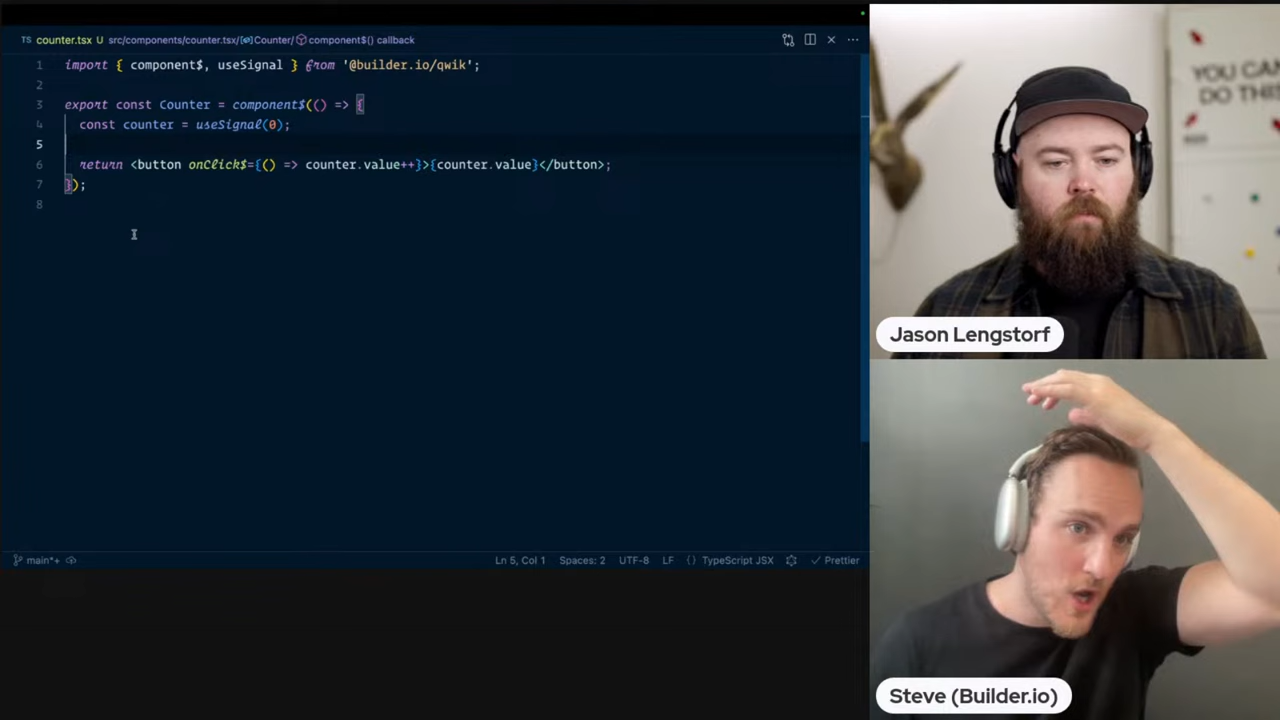 TS counter.tsx U src/components/counter.tsx/Counter/component$() callback
1 import { component$, useSignal } from '@builder.io/qwik';
2
3 export const Counter = component$(() => {
4 const counter = useSignal(0);
5
6 return <button onClick$={() => counter.value++}>{counter.value}</button>;
7 });
8
main*+ Ln 5, Col 1 Spaces: 2 UTF-8 LF {} TypeScript JSX Prettier
YOU CAN
DO THIS
Jason Lengstorf
Steve (Builder.io)